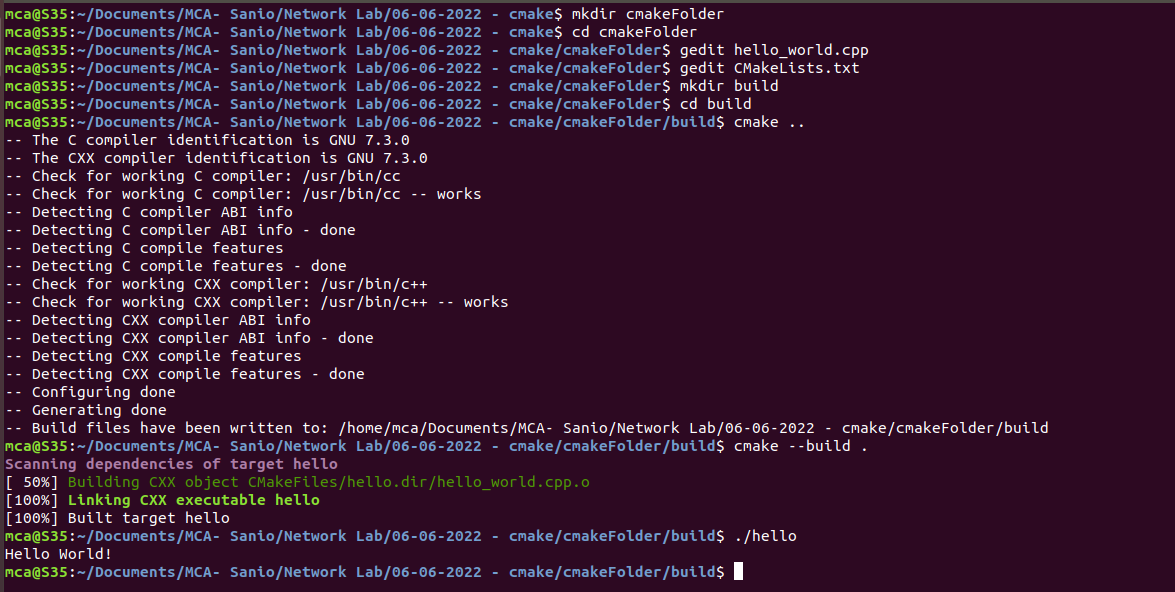 mca@S35:~/Documents/MCA- Sanio/Network Lab/06-06-2022 - cmake$ mkdir cmakeFolder
mca@S35:~/Documents/MCA- Sanio/Network Lab/06-06-2022 - cmake$ cd cmakeFolder
mca@S35:~/Documents/MCA- Sanio/Network Lab/06-06-2022 - cmake/cmakeFolder$ gedit hello_world.cpp
mca@S35:~/Documents/MCA- Sanio/Network Lab/06-06-2022 - cmake/cmakeFolder$ gedit CMakeLists.txt
mca@S35:~/Documents/MCA- Sanio/Network Lab/06-06-2022 - cmake/cmakeFolder$ mkdir build
mca@S35:~/Documents/MCA- Sanio/Network Lab/06-06-2022 - cmake/cmakeFolder$ cd build
mca@S35:~/Documents/MCA- Sanio/Network Lab/06-06-2022 - cmake/cmakeFolder/build$ cmake ..
-- The C compiler identification is GNU 7.3.0
-- The CXX compiler identification is GNU 7.3.0
-- Check for working C compiler: /usr/bin/cc
-- Check for working C compiler: /usr/bin/cc -- works
-- Detecting C compiler ABI info
-- Detecting C compiler ABI info - done
-- Detecting C compile features
-- Detecting C compile features - done
-- Check for working CXX compiler: /usr/bin/c++
-- Check for working CXX compiler: /usr/bin/c++ -- works
-- Detecting CXX compiler ABI info
-- Detecting CXX compiler ABI info - done
-- Detecting CXX compile features
-- Detecting CXX compile features - done
-- Configuring done
-- Generating done
-- Build files have been written to: /home/mca/Documents/MCA- Sanio/Network Lab/06-06-2022 - cmake/cmakeFolder/build
mca@S35:~/Documents/MCA- Sanio/Network Lab/06-06-2022 - cmake/cmakeFolder/build$ cmake --build .
Scanning dependencies of target hello
[ 50%] Building CXX object CMakeFiles/hello.dir/hello_world.cpp.o
[100%] Linking CXX executable hello
[100%] Built target hello
mca@S35:~/Documents/MCA- Sanio/Network Lab/06-06-2022 - cmake/cmakeFolder/build$ ./hello
Hello World!
mca@S35:~/Documents/MCA- Sanio/Network Lab/06-06-2022 - cmake/cmakeFolder/build$